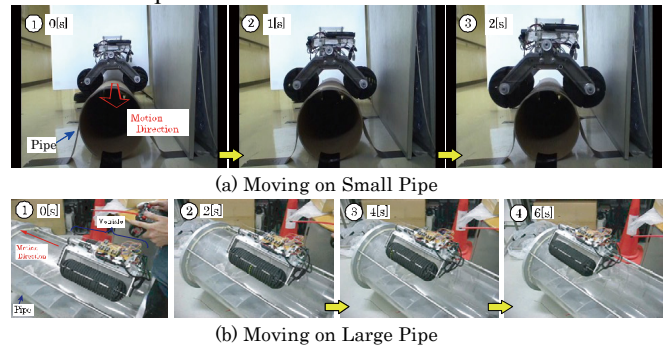 ① 0[s]
② 1[s]
③ 2[s]
Motion
Direction
Pipe
(a) Moving on Small Pipe
① 0[s]
Vehicle
② 2[s]
③ 4[s]
④ 6[s]
Motion
Direction
Pipe
(b) Moving on Large Pipe